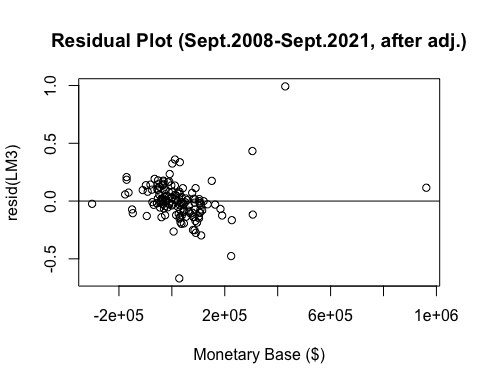 Residual Plot (Sept.2008-Sept.2021, after adj.)
resid(LM3)
1.0
0.5
0.0
-0.5
-2e+05 2e+05 6e+05 1e+06
Monetary Base ($)